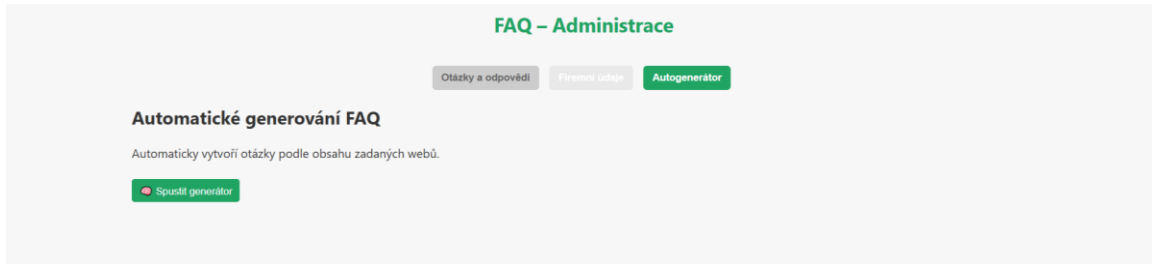 FAQ – Administrace
Otázky a odpovědi Firemní údaje Autogenerátor
Automatické generování FAQ
Automaticky vytvoří otázky podle obsahu zadaných webů.
Spustit generátor